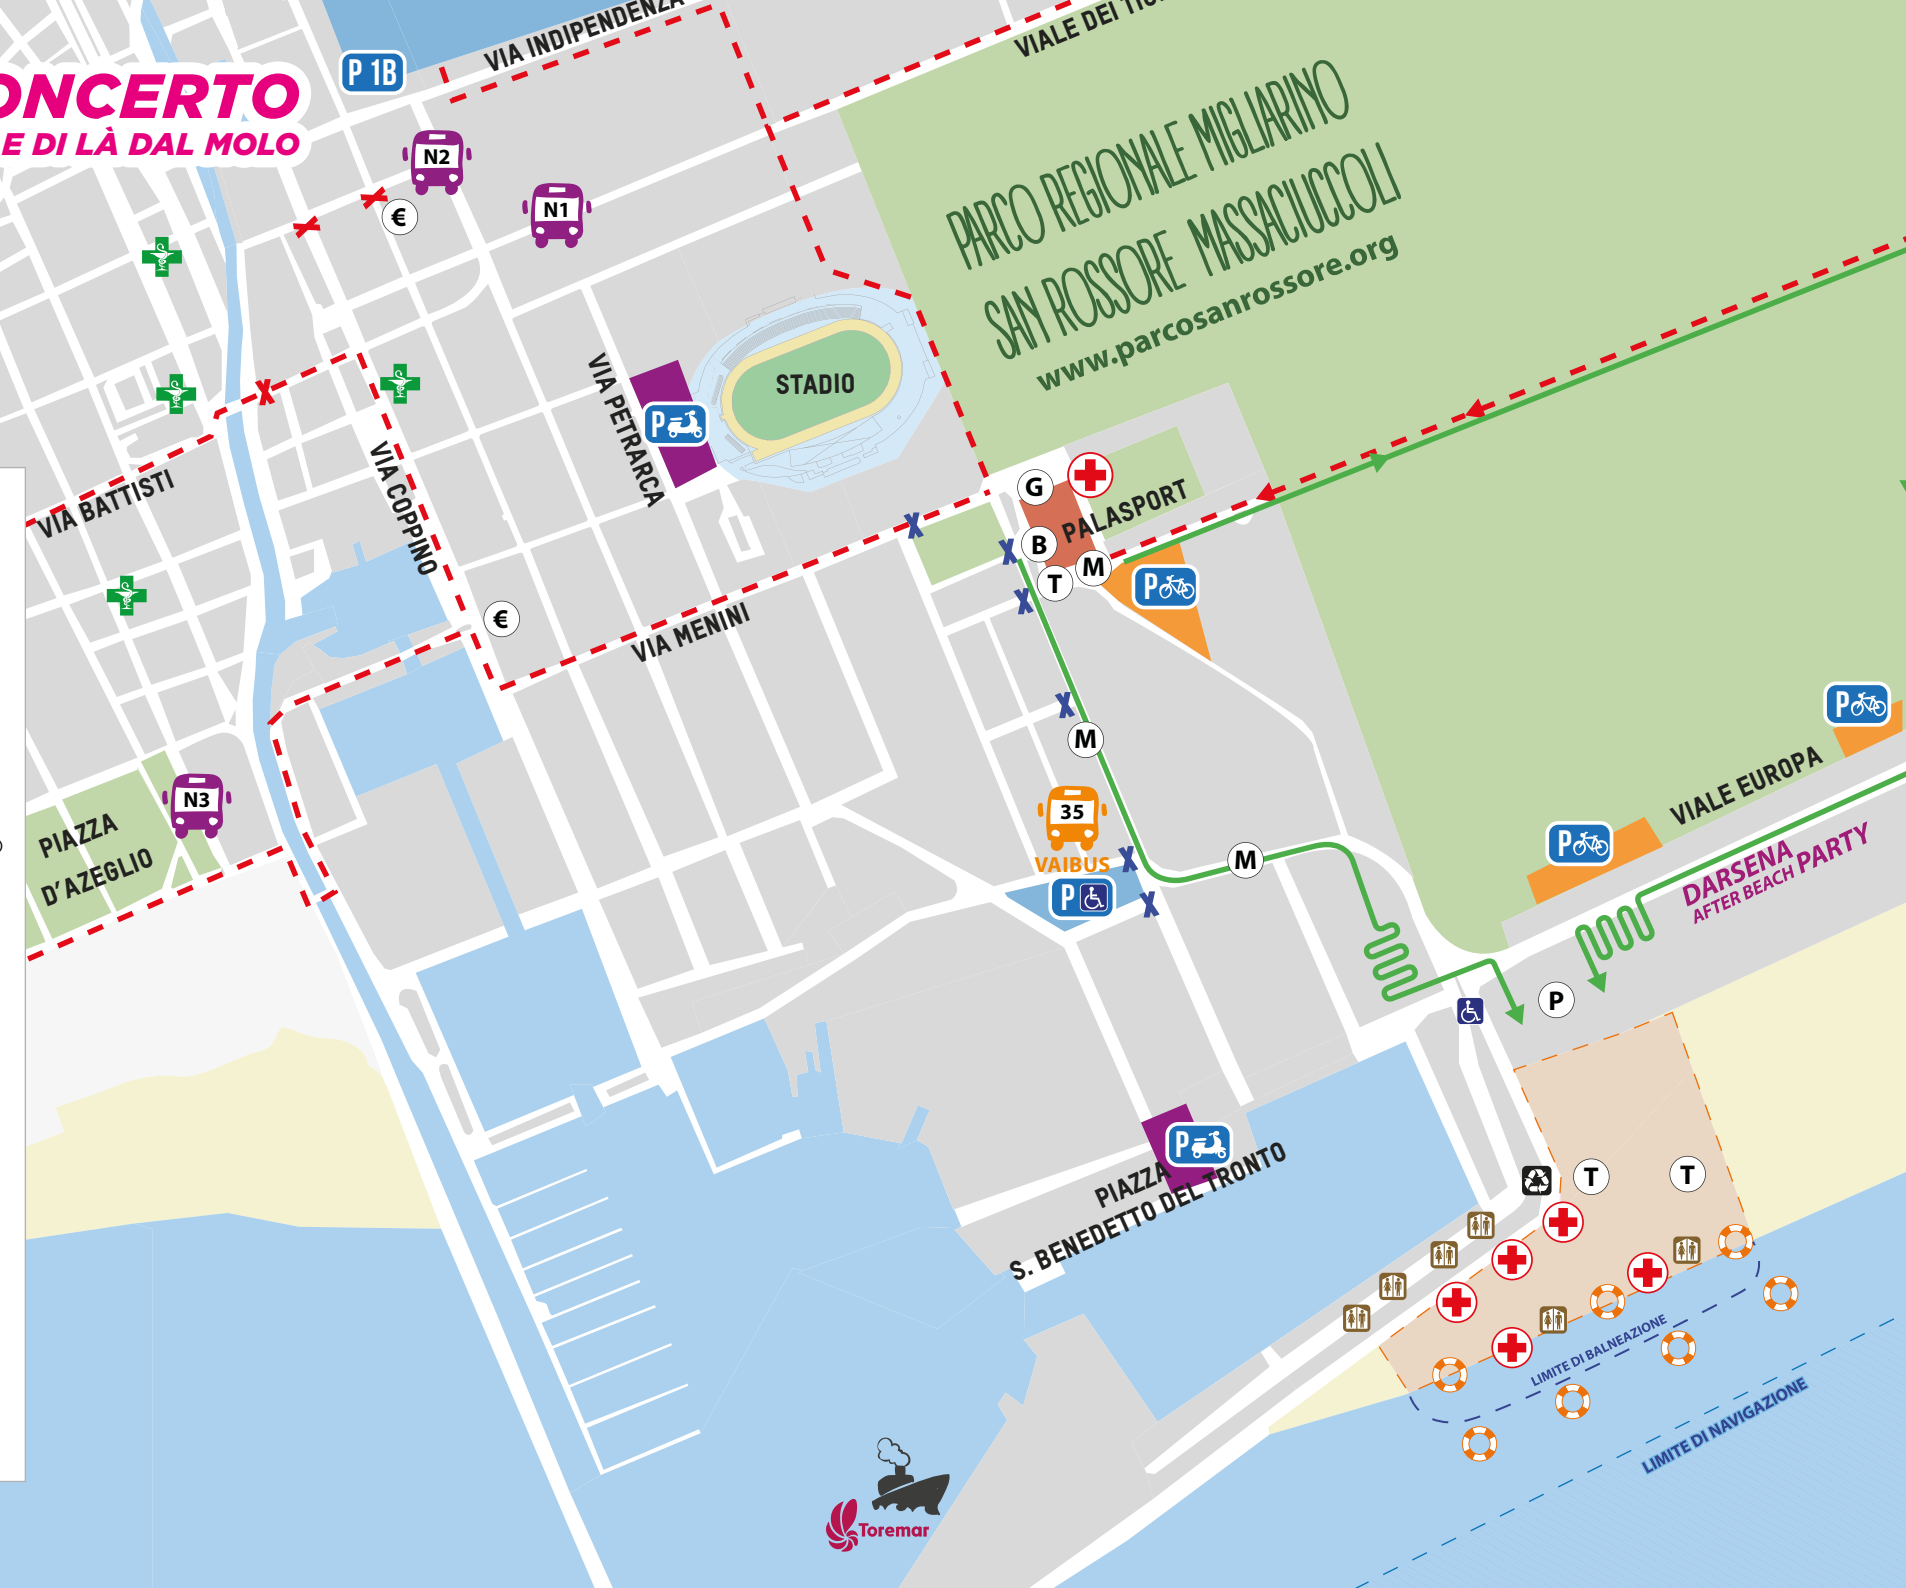 VIA INDIPENDENZA
VIALE DEI
P 1B
ONCERTO
E DI LÀ DAL MOLO
N2
N1
€
PARCO REGIONALE MIGLIARINO
SAN ROSSORE MASSACIUCCOLI
www.parcosanrossore.org
STADIO
VIA PETRARCA
P
VIA COPPINO
VIA BATTISTI
G
PALASPORT
B
M
T
P
€
VIA MENINI
P
M
VIALE EUROPA
N3
PIAZZA
D'AZEGLIO
35
VAIBUS
P
M
P
DARSENA
AFTER BEACH PARTY
P
P
PIAZZA
S. BENEDETTO DEL TRONTO
T
T
LIMITE DI BALNEAZIONE
LIMITE DI NAVIGAZIONE
Toremar